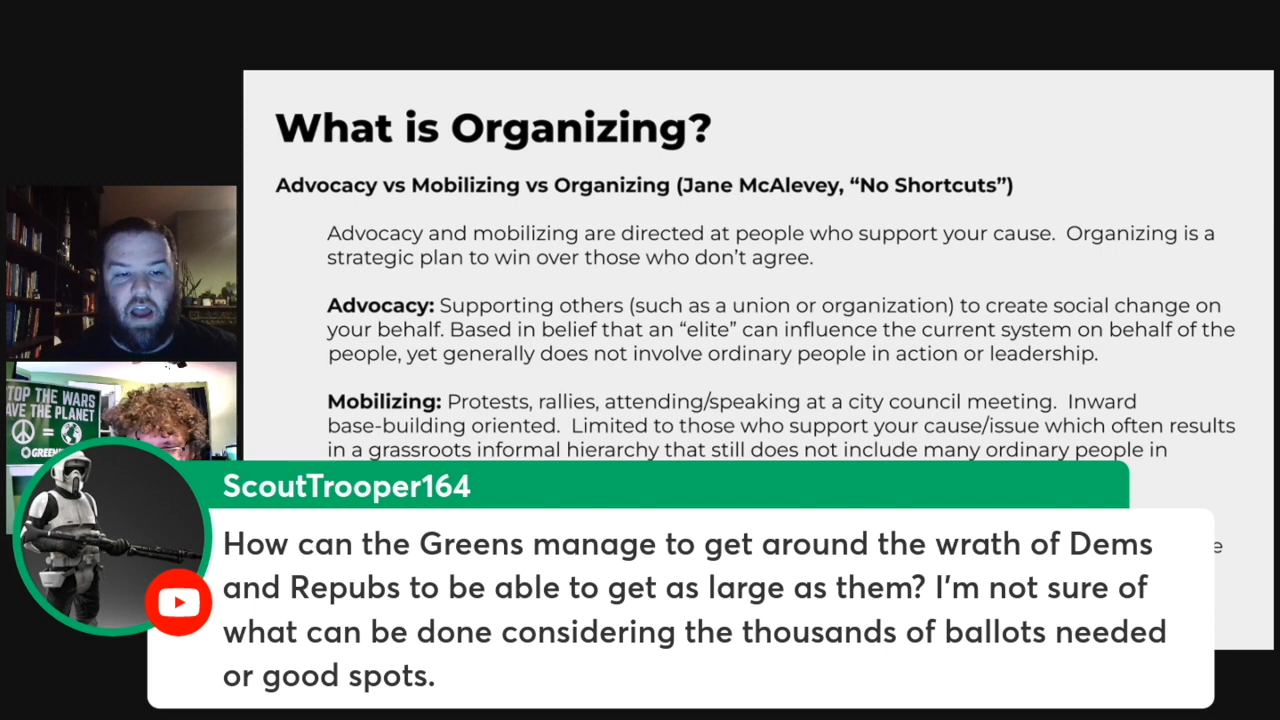 What is Organizing?
Advocacy vs Mobilizing vs Organizing (Jane McAlevey, “No Shortcuts”)
Advocacy and mobilizing are directed at people who support your cause. Organizing is a
strategic plan to win over those who don’t agree.
Advocacy: Supporting others (such as a union or organization) to create social change on
your behalf. Based in belief that an “elite” can influence the current system on behalf of the
people, yet generally does not involve ordinary people in action or leadership.
Mobilizing: Protests, rallies, attending/speaking at a city council meeting. Inward
base-building oriented. Limited to those who support your cause/issue which often results
in a grassroots informal hierarchy that still does not include many ordinary people in
TOP THE WARS
AVE THE PLANET
=
GREEN
ScoutTrooper164
How can the Greens manage to get around the wrath of Dems
and Repubs to be able to get as large as them? I'm not sure of
what can be done considering the thousands of ballots needed
or good spots.